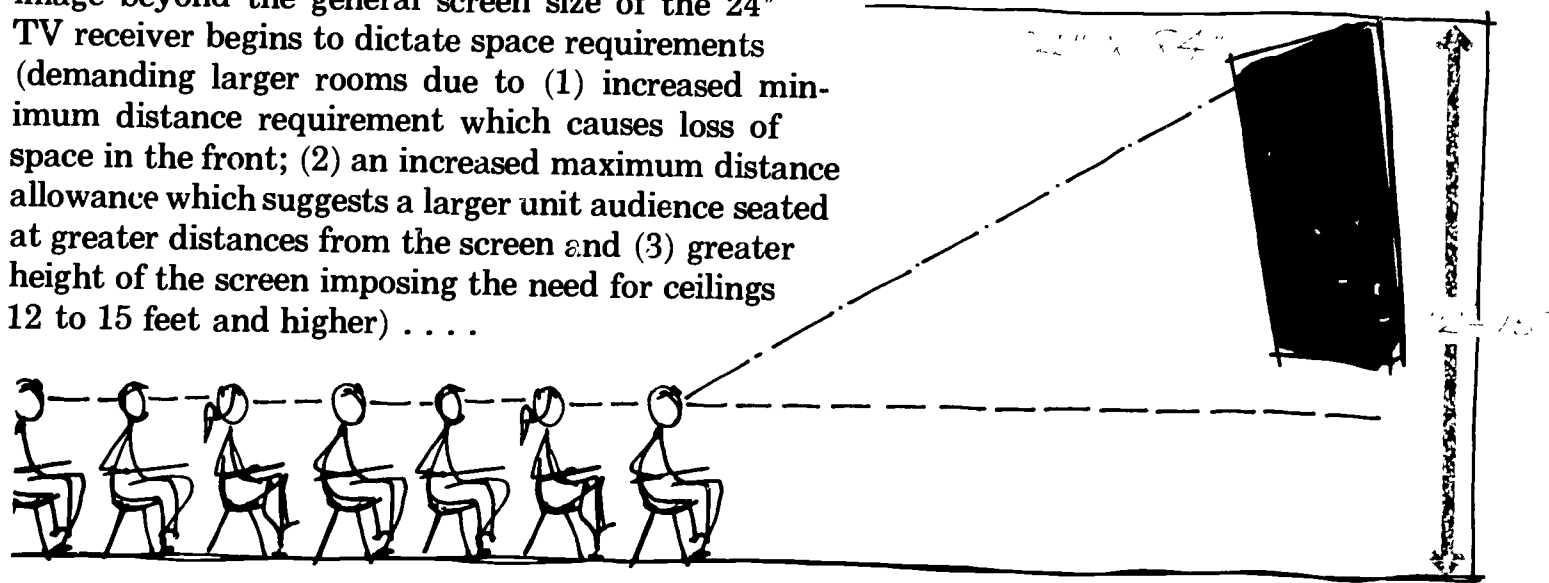 image beyond the general screen size of the 24"
TV receiver begins to dictate space requirements
(demanding larger rooms due to (1) increased min-
imum distance requirement which causes loss of
space in the front; (2) an increased maximum distance
allowance which suggests a larger unit audience seated
at greater distances from the screen and (3) greater
height of the screen imposing the need for ceilings
12 to 15 feet and higher) . . . .